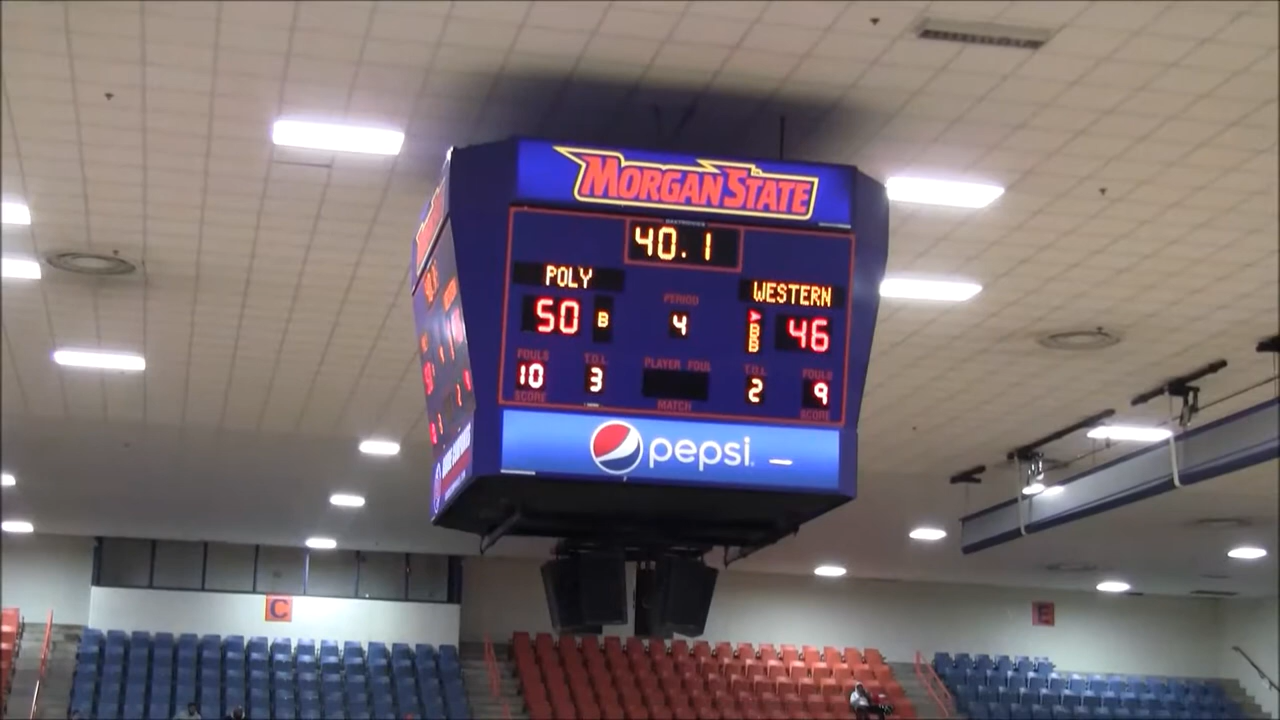 MORGAN STATE
40.1
POLY
WESTERN
50 B
PERIOD
4
B
B
46
FOULS
T.O.L
PLAYER FOUL
T.O.L
FOULS
10
3
2
9
SCORE
MATCH
SCORE
pepsi
C
E